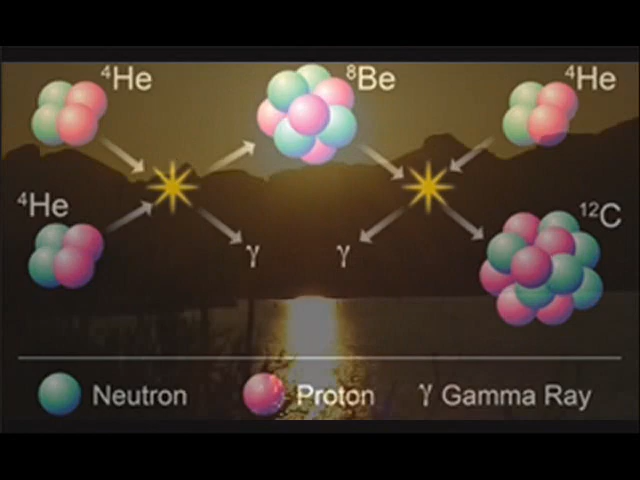 ⁴He
⁸Be
⁴He
⁴He
¹²C
γ
γ
Neutron
Proton
γ Gamma Ray